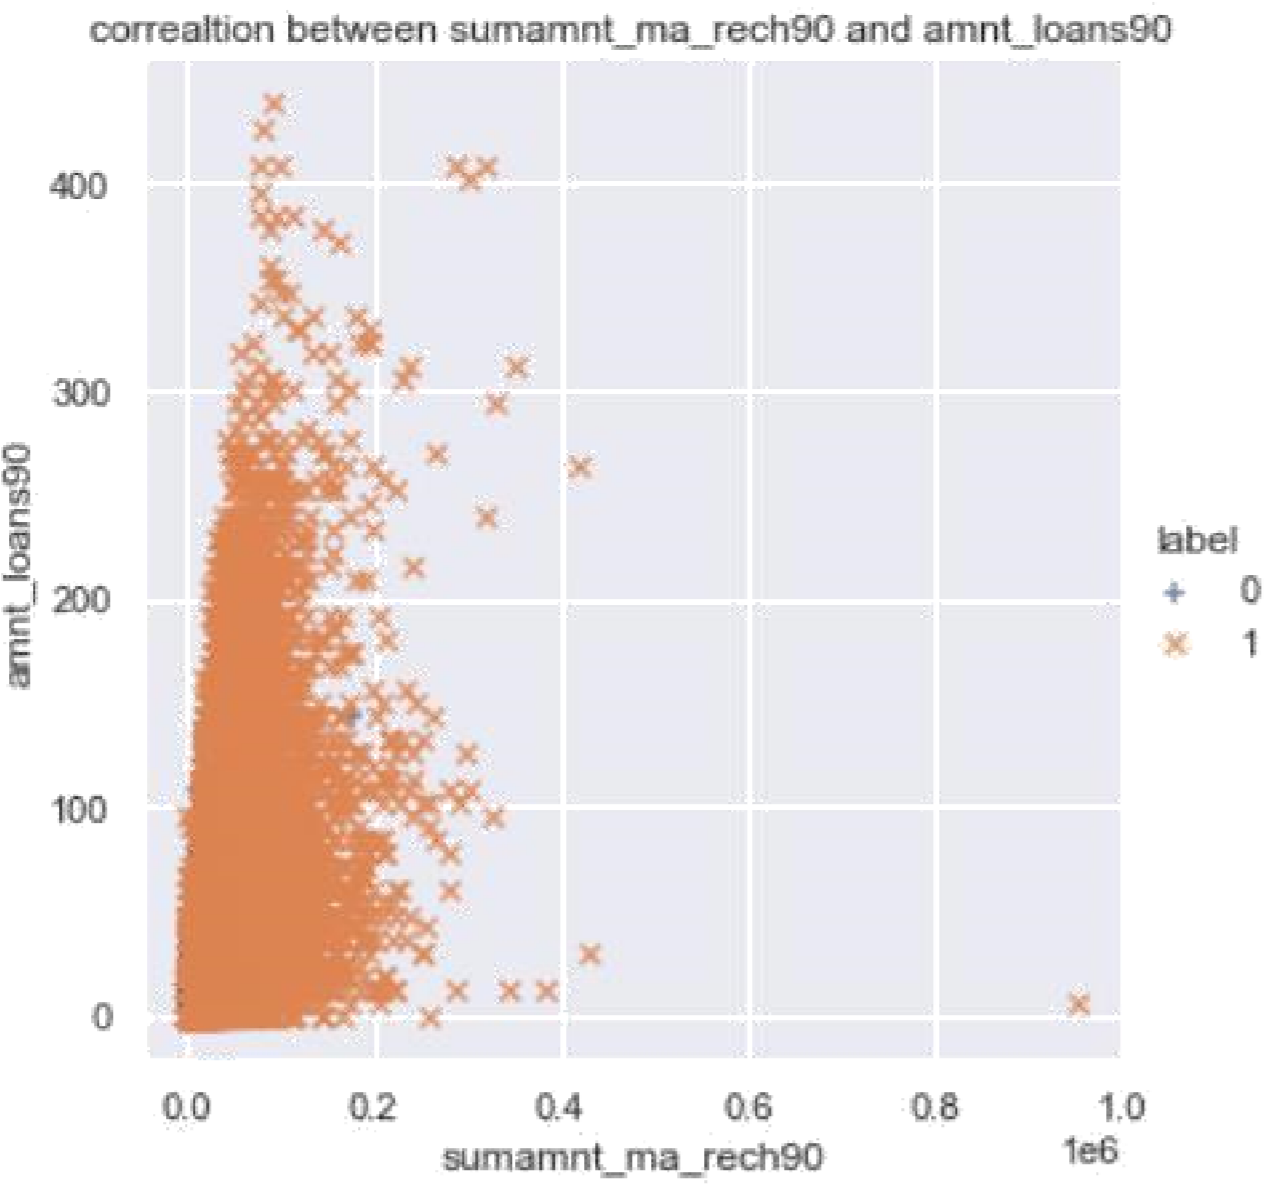 correaltion between sumamnt_ma_rech90 and amnt_loans90
400
300
200
100
0
amnt_loans90
0.0 0.2 0.4 0.6 0.8 1.0
1e6
sumamnt_ma_rech90
label
0
1